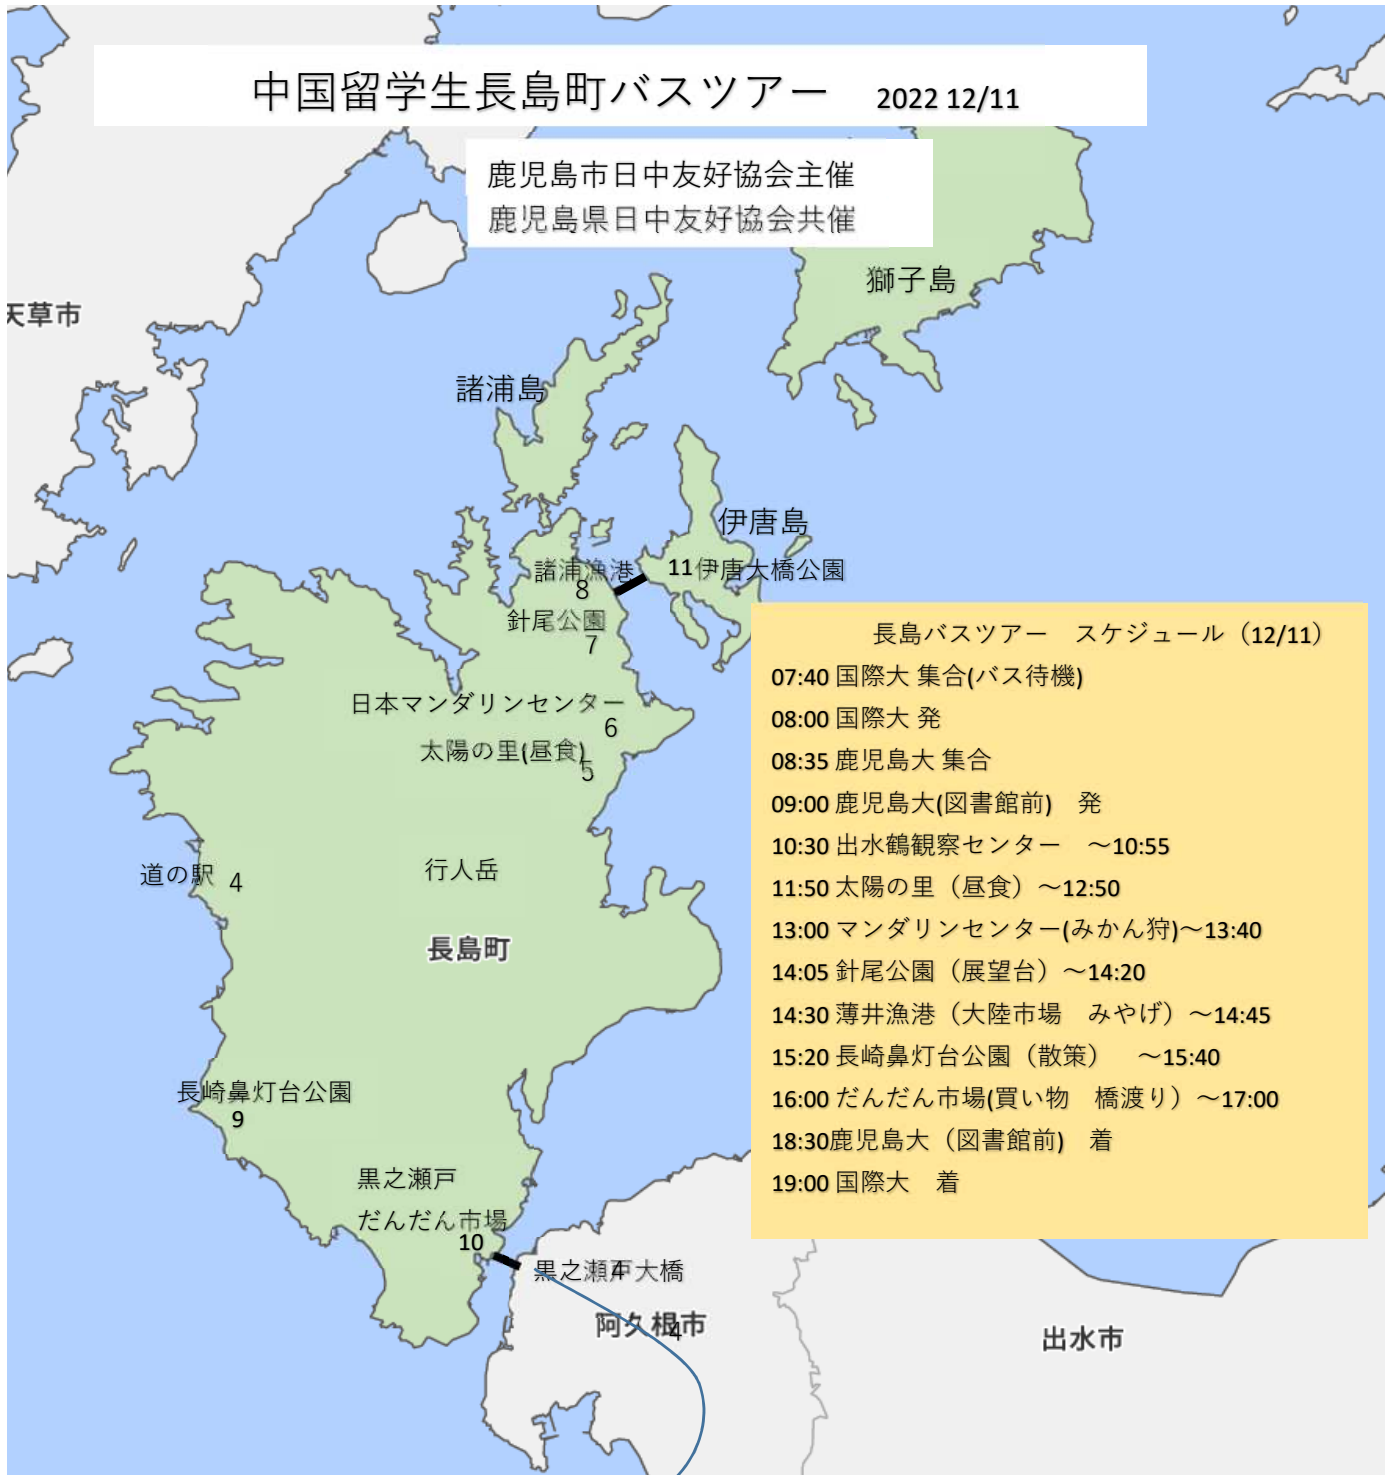 中国留学生長島町バスツアー 2022 12/11
鹿児島市日中友好協会主催
鹿児島県日中友好協会共催
獅子島
天草市
諸浦島
伊唐島
諸浦漁港
8
11伊唐大橋公園
針尾公園
7
日本マンダリンセンター
6
太陽の里(昼食)
5
道の駅 4
行人岳
長島町
長崎鼻灯台公園
9
黒之瀬戸
だんだん市場
10
黒之瀬戸大橋
4
阿久根市
4
出水市
長島バスツアー　スケジュール（12/11）
07:40 国際大 集合(バス待機)
08:00 国際大 発
08:35 鹿児島大 集合
09:00 鹿児島大(図書館前)　発
10:30 出水鶴観察センター　～10:55
11:50 太陽の里（昼食）～12:50
13:00 マンダリンセンター(みかん狩)～13:40
14:05 針尾公園（展望台）～14:20
14:30 薄井漁港（大陸市場　みやげ）～14:45
15:20 長崎鼻灯台公園（散策）　～15:40
16:00 だんだん市場(買い物　橋渡り）～17:00
18:30鹿児島大（図書館前)　着
19:00 国際大　着